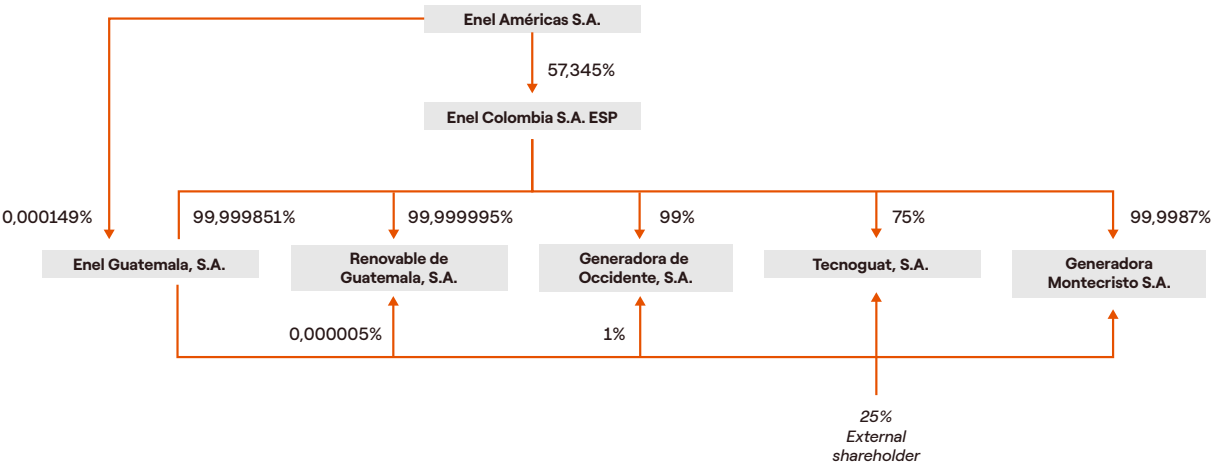 Enel Américas S.A.
57,345%
Enel Colombia S.A. ESP
0,000149%
99,999851%
99,999995%
99%
75%
99,9987%
Enel Guatemala, S.A.
Renovable de
Guatemala, S.A.
Generadora de
Occidente, S.A.
Tecnoguat, S.A.
Generadora
Montecristo S.A.
0,000005%
1%
25%
External
shareholder